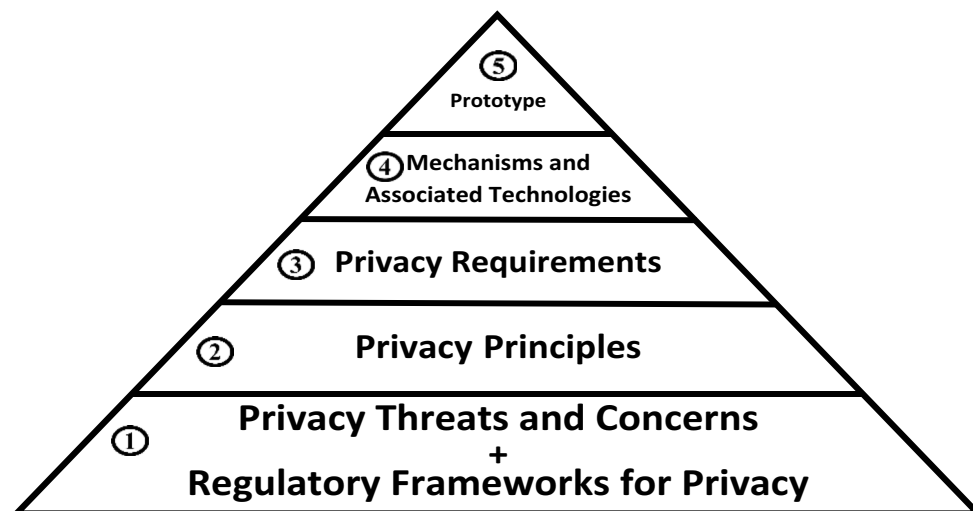 5
Prototype
4 Mechanisms and
Associated Technologies
3 Privacy Requirements
2 Privacy Principles
1 Privacy Threats and Concerns
+
Regulatory Frameworks for Privacy